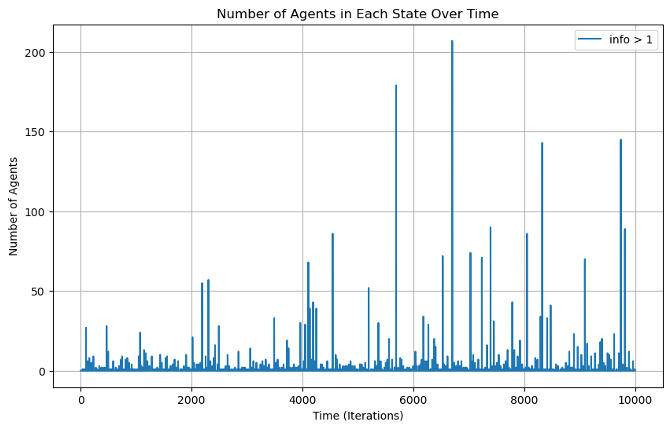 Number of Agents in Each State Over Time
info > 1
200
150
100
50
0
Number of Agents
0 2000 4000 6000 8000 10000
Time (Iterations)